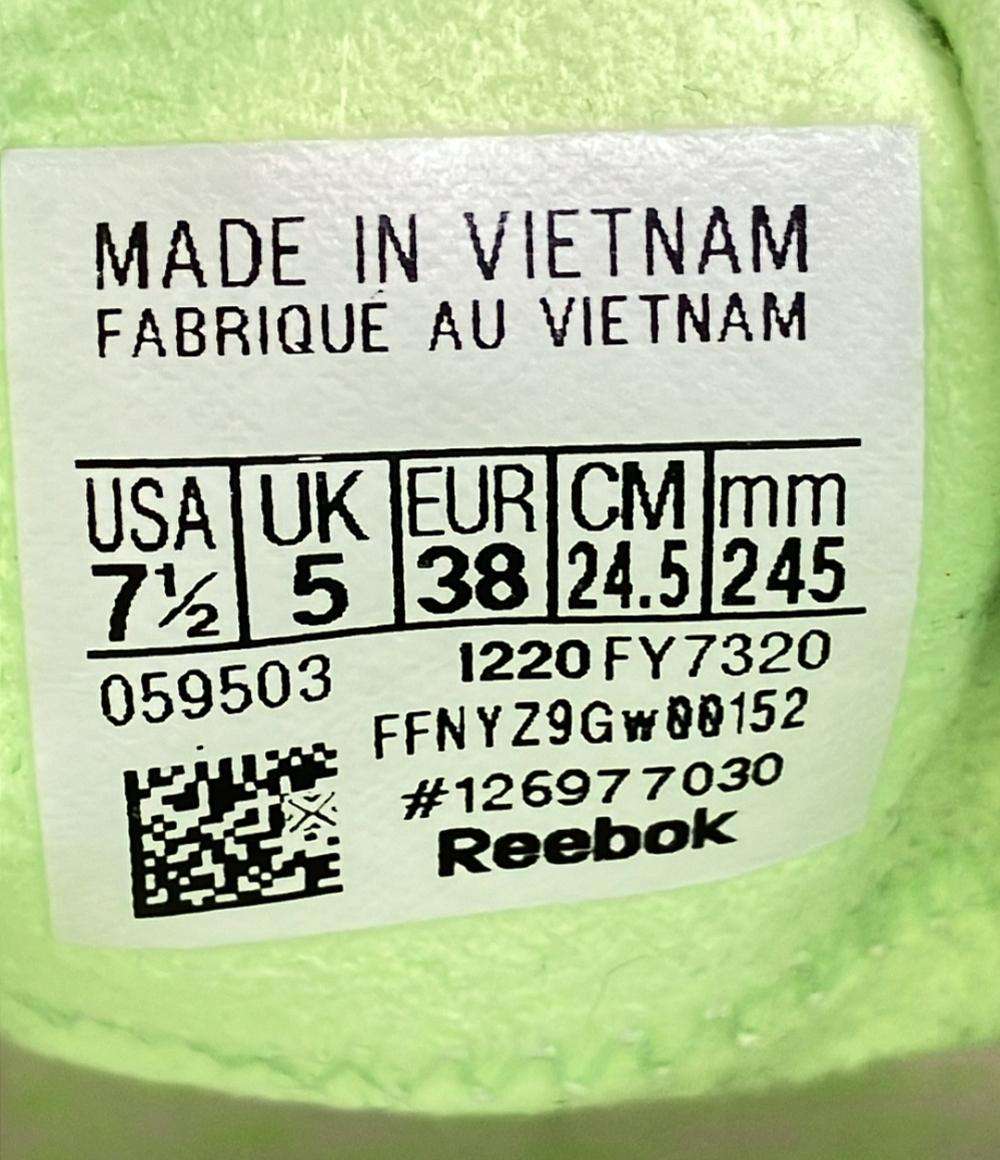 MADE IN VIETNAM
FABRIQUÉ AU VIETNAM
USA UK EUR CM mm
7½ 5 38 24.5 245
059503 I220 FY7320
FFNYZ9Gw00152
#126977030
Reebok